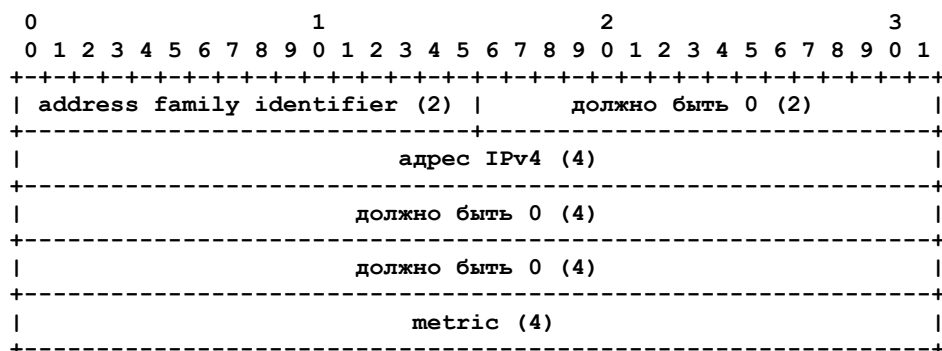 0                   1                   2                   3
0 1 2 3 4 5 6 7 8 9 0 1 2 3 4 5 6 7 8 9 0 1 2 3 4 5 6 7 8 9 0 1
+-+-+-+-+-+-+-+-+-+-+-+-+-+-+-+-+-+-+-+-+-+-+-+-+-+-+-+-+-+-+-+-+
| address family identifier (2) | должно быть 0 (2) |
+-------------------------------+-------------------------------+
| адрес IPv4 (4) |
+---------------------------------------------------------------+
| должно быть 0 (4) |
+---------------------------------------------------------------+
| должно быть 0 (4) |
+---------------------------------------------------------------+
| metric (4) |
+---------------------------------------------------------------+